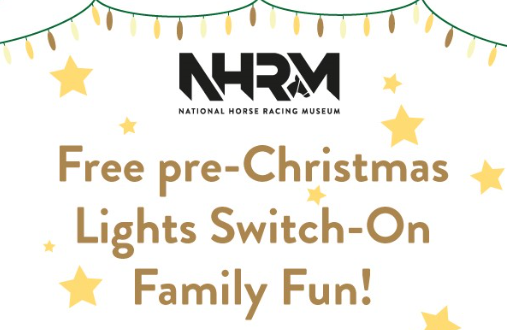 NHRM
NATIONAL HORSE RACING MUSEUM
Free pre-Christmas
Lights Switch-On
Family Fun!